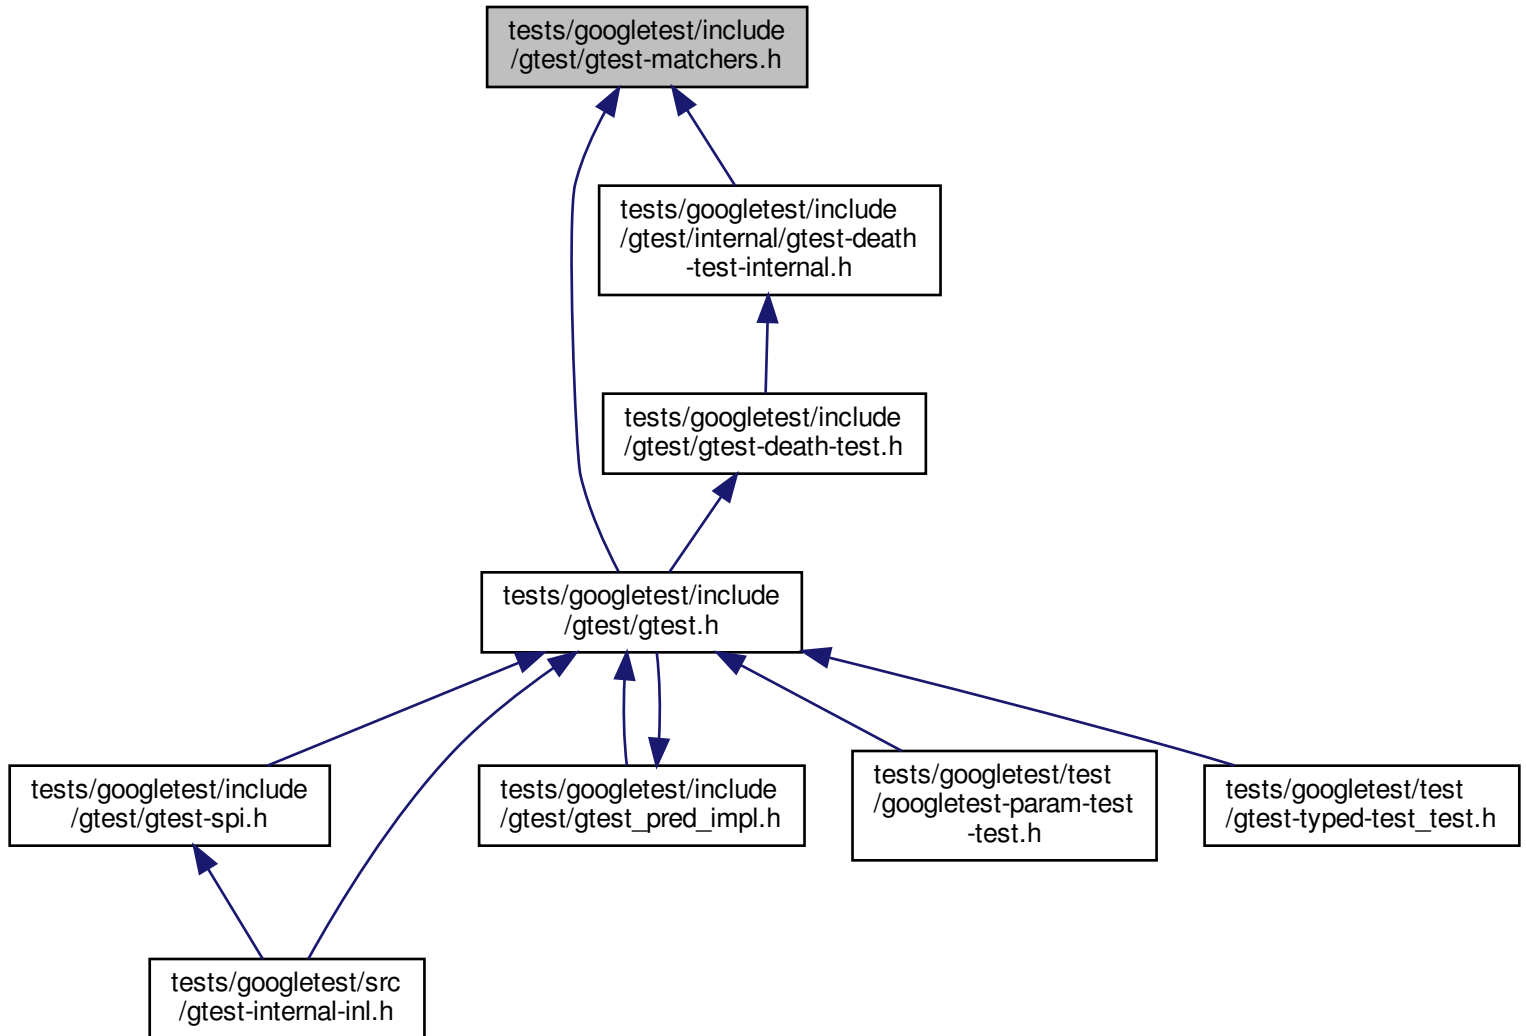 tests/googletest/include
/gtest/gtest-matchers.h
tests/googletest/include
/gtest/internal/gtest-death
-test-internal.h
tests/googletest/include
/gtest/gtest-death-test.h
tests/googletest/include
/gtest/gtest.h
tests/googletest/include
/gtest/gtest-spi.h
tests/googletest/include
/gtest/gtest_pred_impl.h
tests/googletest/test
/googletest-param-test
-test.h
tests/googletest/test
/gtest-typed-test_test.h
tests/googletest/src
/gtest-internal-inl.h